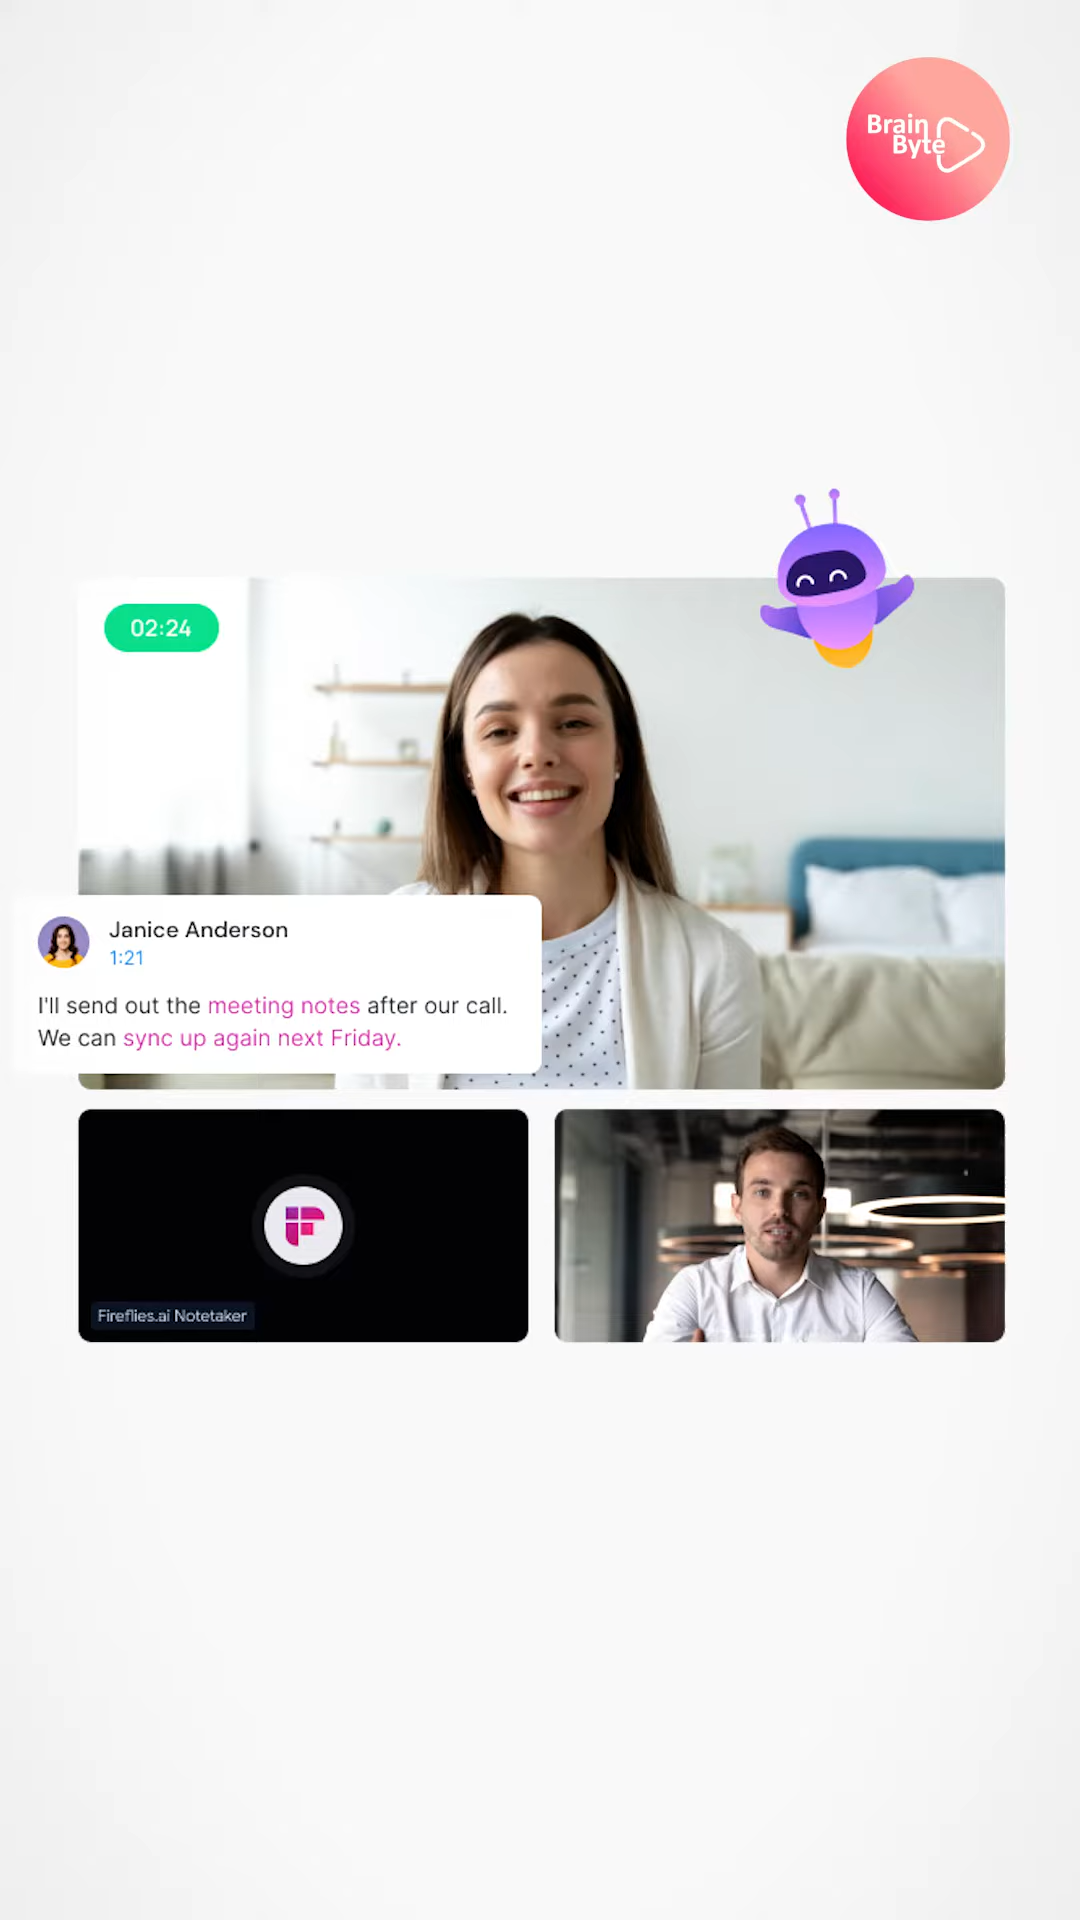 Brain
Byte
02:24
Janice Anderson
1:21
I'll send out the meeting notes after our call.
We can sync up again next Friday.
Fireflies.ai Notetaker